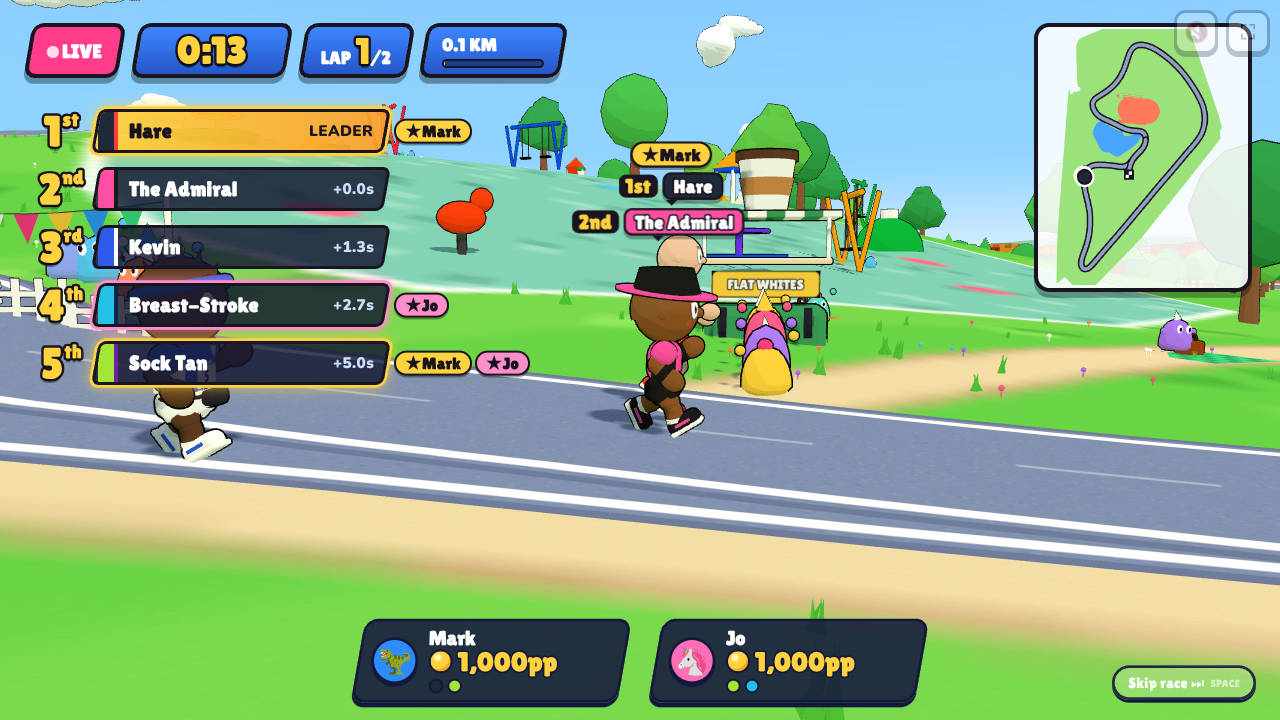 LIVE
0:13
LAP 1/2
0.1 KM
1st Hare LEADER ★Mark
2nd The Admiral +0.0s
3rd Kevin +1.3s
4th Breast-Stroke +2.7s ★Jo
5th Sock Tan +5.0s ★Mark ★Jo
★Mark
1st Hare
2nd The Admiral
FLAT WHITES
Mark
1,000pp
Jo
1,000pp
Skip race SPACE